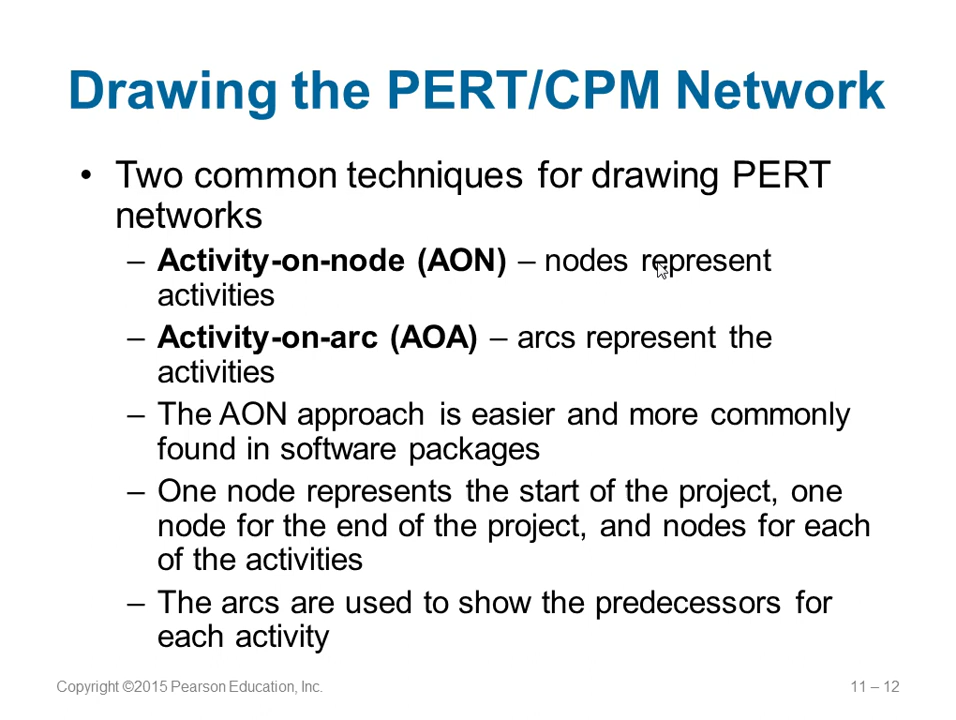 Drawing the PERT/CPM Network
• Two common techniques for drawing PERT
networks
– Activity-on-node (AON) – nodes represent
activities
– Activity-on-arc (AOA) – arcs represent the
activities
– The AON approach is easier and more commonly
found in software packages
– One node represents the start of the project, one
node for the end of the project, and nodes for each
of the activities
– The arcs are used to show the predecessors for
each activity
Copyright ©2015 Pearson Education, Inc.
11 – 12